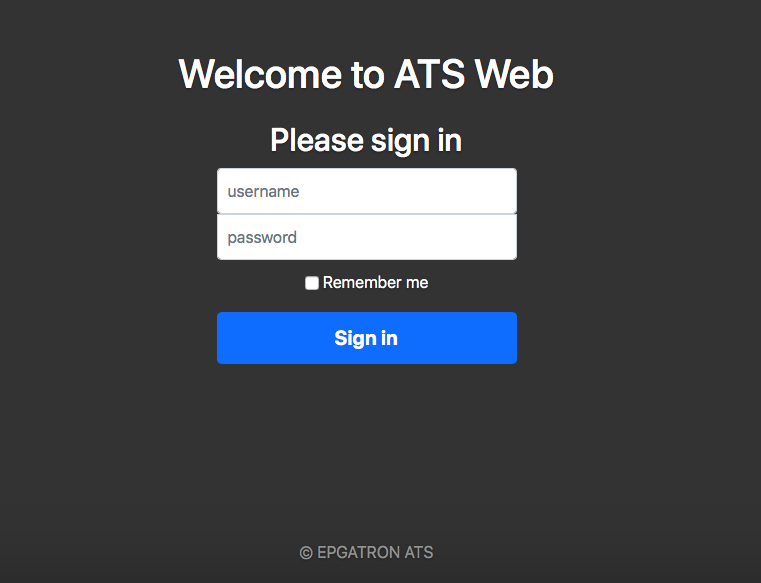 Welcome to ATS Web
Please sign in
username
password
Remember me
Sign in
© EPGATRON ATS